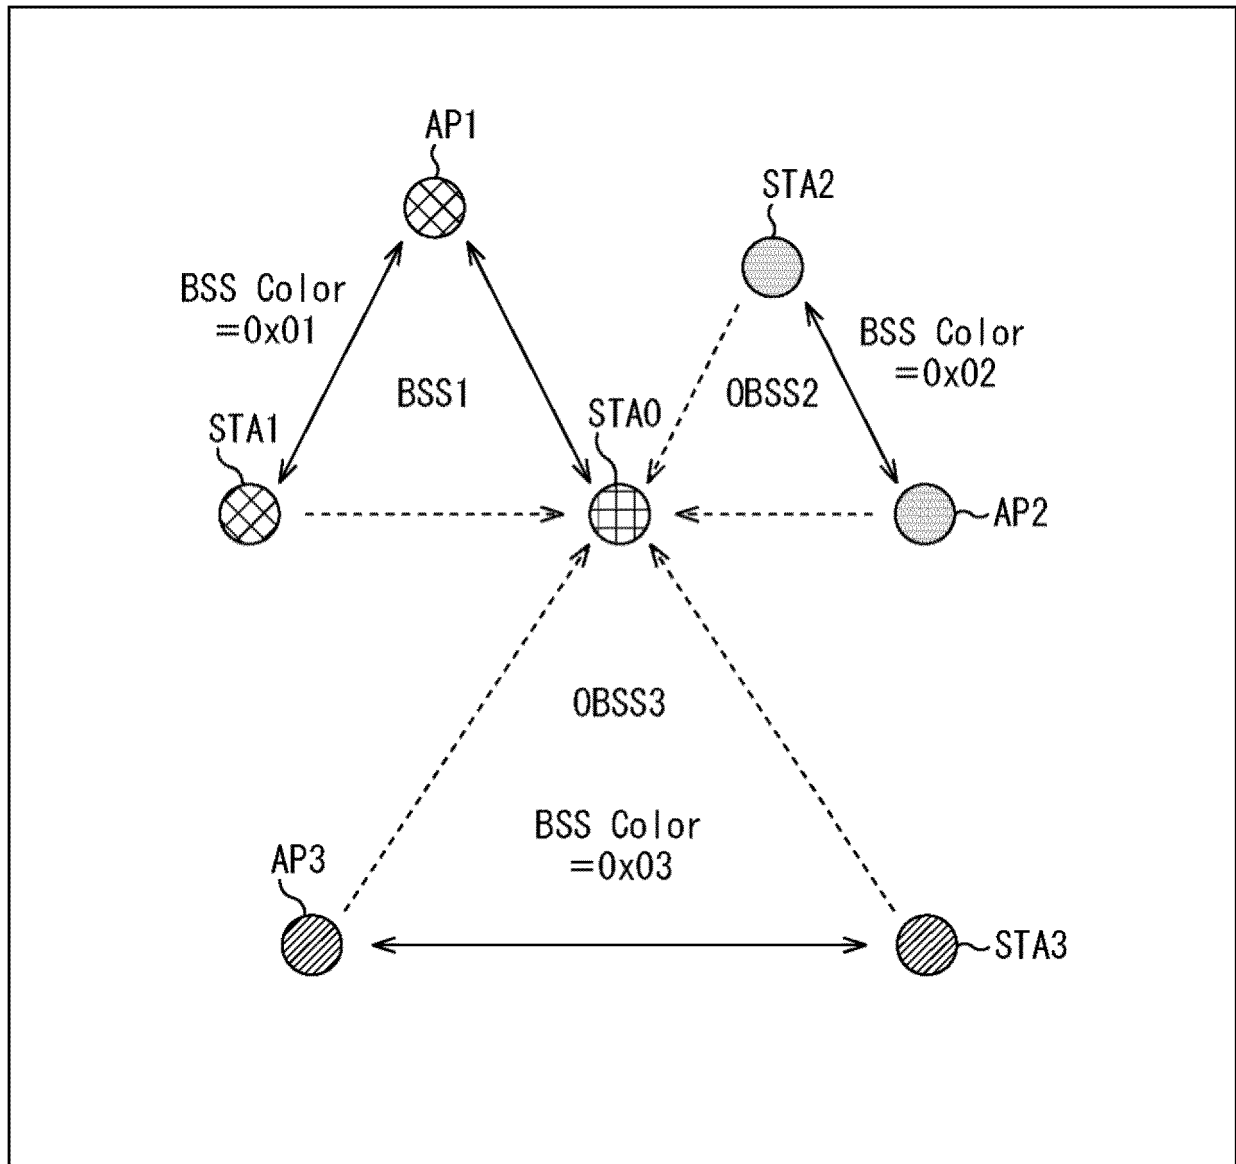 AP1
STA2
BSS Color
=0x01
BSS Color
=0x02
BSS1
OBSS2
STA0
STA1
AP2
OBSS3
BSS Color
=0x03
AP3
STA3